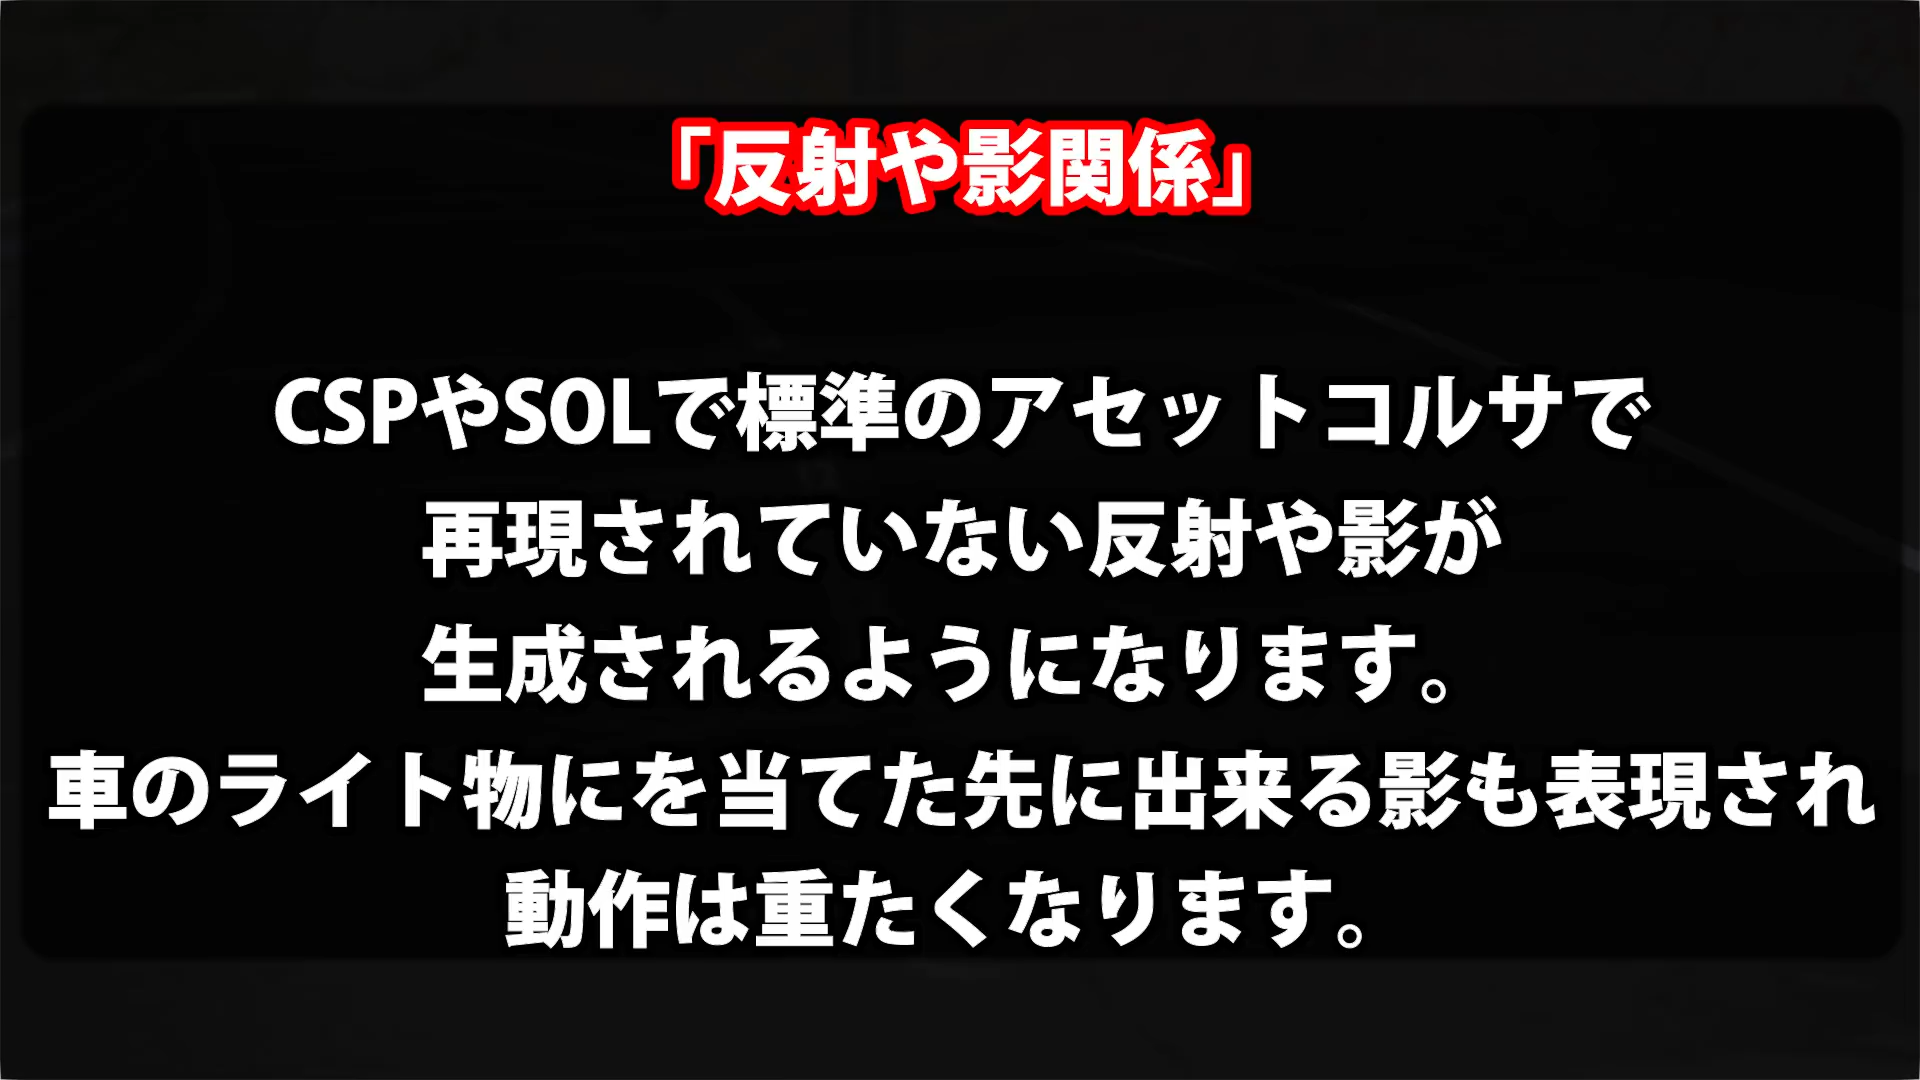 「反射や影関係」
CSPやSOLで標準のアセットコルサで
再現されていない反射や影が
生成されるようになります。
車のライト物にを当てた先に出来る影も表現され
動作は重たくなります。